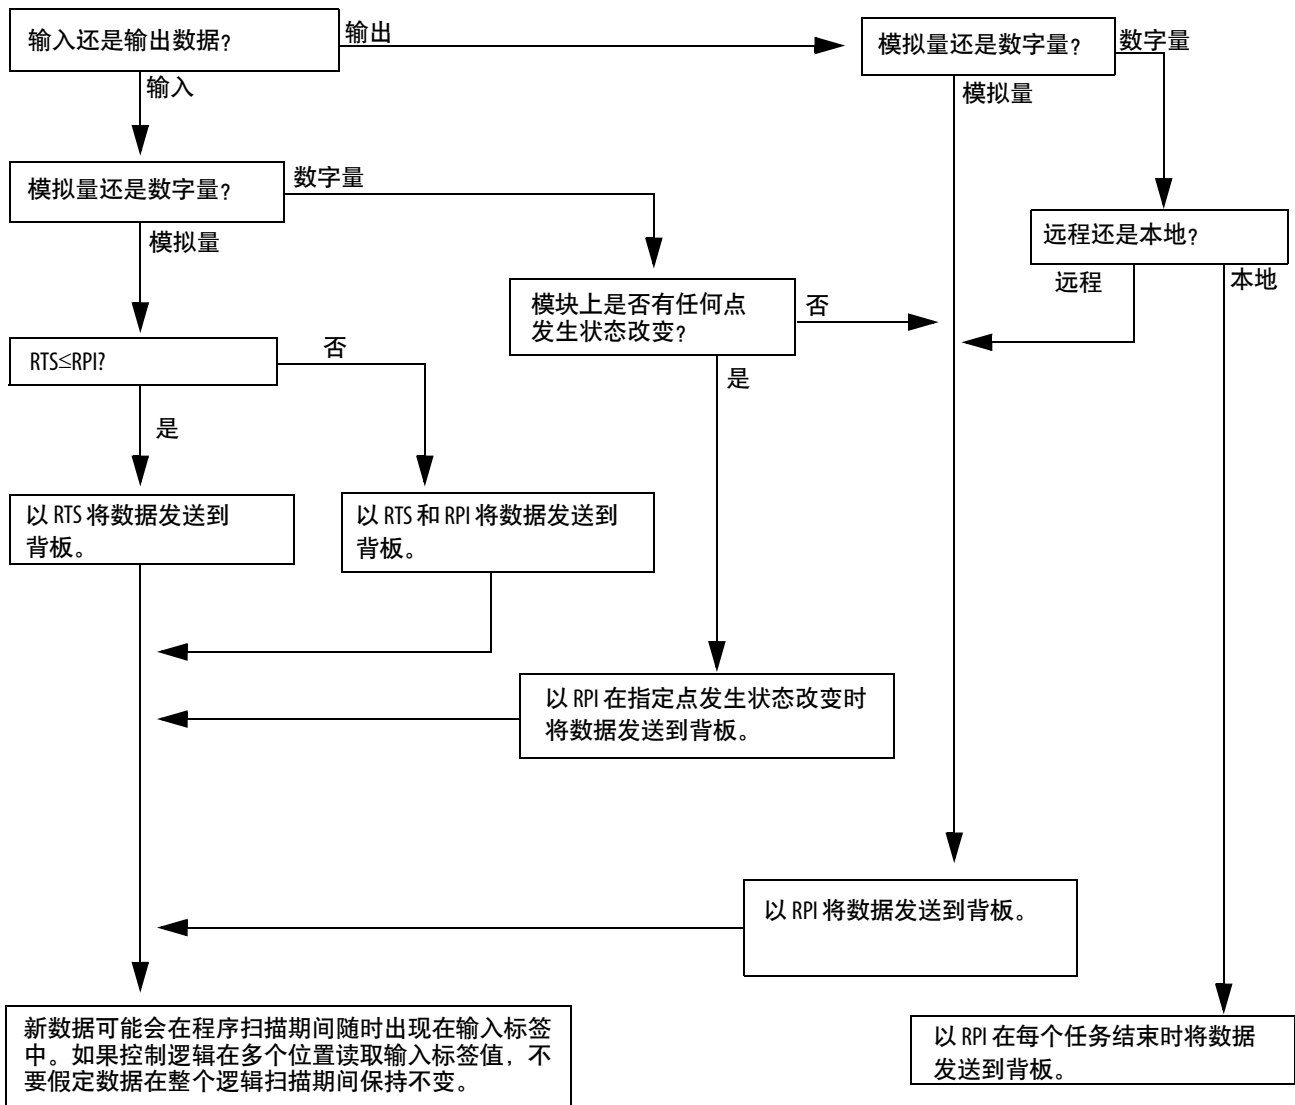 输入还是输出数据?
输出
模拟量还是数字量?
数字量
输入
模拟量
模拟量还是数字量?
数字量
模拟量
远程还是本地?
远程
本地
模块上是否有任何点
发生状态改变?
否
是
RTS≤RPI?
否
是
以 RTS 将数据发送到
背板。
以 RTS 和 RPI 将数据发送到
背板。
以 RPI 在指定点发生状态改变时
将数据发送到背板。
以 RPI 将数据发送到背板。
新数据可能会在程序扫描期间随时出现在输入标签
中。如果控制逻辑在多个位置读取输入标签值，不
要假定数据在整个逻辑扫描期间保持不变。
以 RPI 在每个任务结束时将数据
发送到背板。